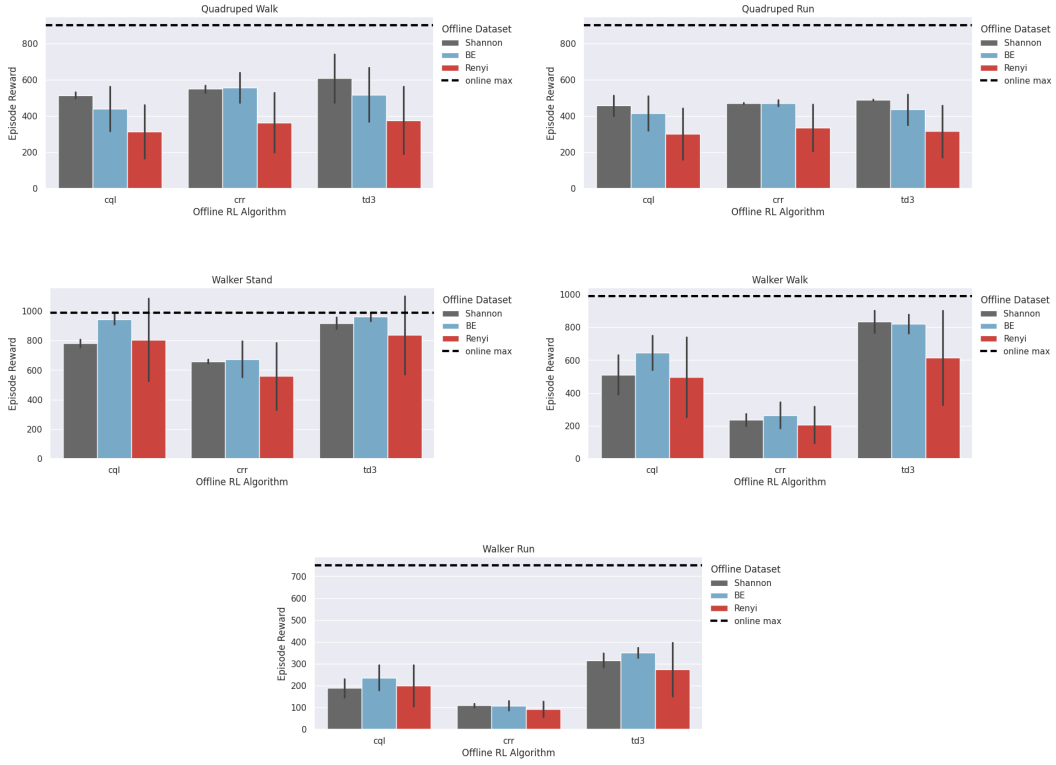 Quadruped Walk
Episode Reward
800
600
400
200
0
cql crr td3
Offline RL Algorithm
Offline Dataset
Shannon
BE
Renyi
online max
Quadruped Run
Episode Reward
800
600
400
200
0
cql crr td3
Offline RL Algorithm
Offline Dataset
Shannon
BE
Renyi
online max
Walker Stand
Episode Reward
1000
800
600
400
200
0
cql crr td3
Offline RL Algorithm
Offline Dataset
Shannon
BE
Renyi
online max
Walker Walk
Episode Reward
1000
800
600
400
200
0
cql crr td3
Offline RL Algorithm
Offline Dataset
Shannon
BE
Renyi
online max
Walker Run
Episode Reward
700
600
500
400
300
200
100
0
cql crr td3
Offline RL Algorithm
Offline Dataset
Shannon
BE
Renyi
online max